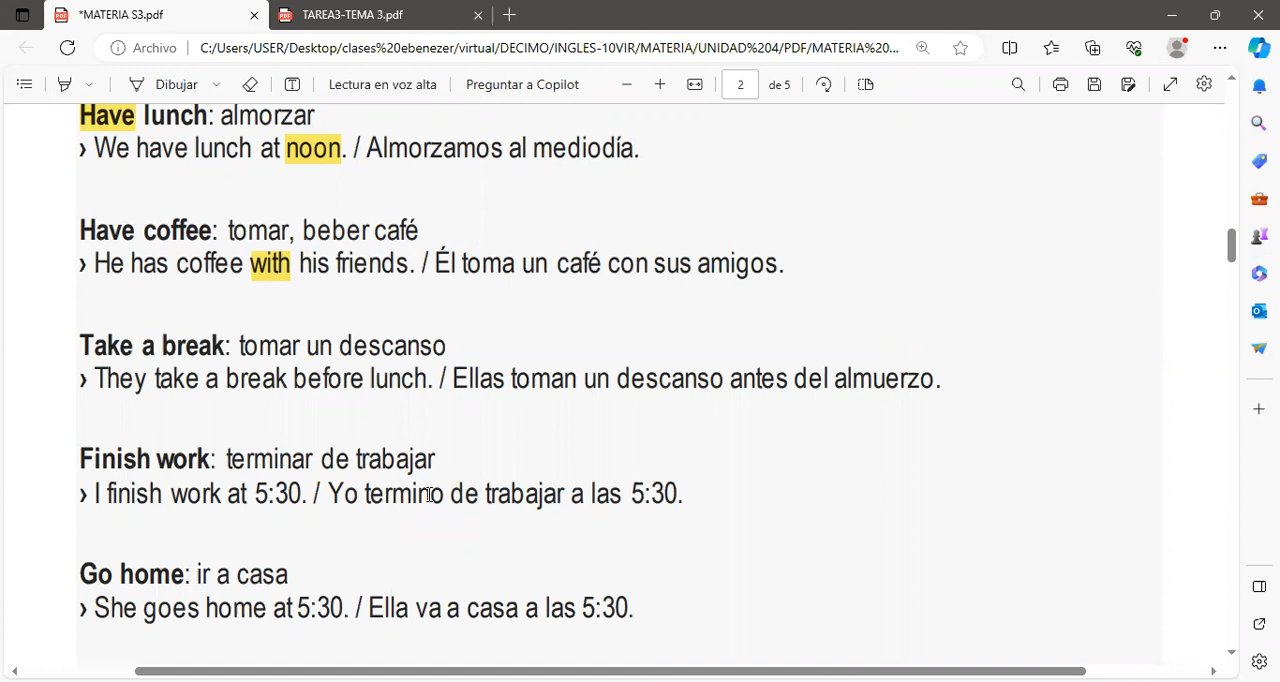 *MATERIA S3.pdf
TAREA3-TEMA 3.pdf
Archivo
C:/Users/USER/Desktop/clases%20ebenezer/virtual/DECIMO/INGLES-10VIR/MATERIA/UNIDAD%204/PDF/MATERIA%20...
Dibujar
Lectura en voz alta
Preguntar a Copilot
2
de 5
Have lunch: almorzar
› We have lunch at noon. / Almorzamos al mediodía.
Have coffee: tomar, beber café
› He has coffee with his friends. / Él toma un café con sus amigos.
Take a break: tomar un descanso
› They take a break before lunch. / Ellas toman un descanso antes del almuerzo.
Finish work: terminar de trabajar
› I finish work at 5:30. / Yo termino de trabajar a las 5:30.
Go home: ir a casa
› She goes home at 5:30. / Ella va a casa a las 5:30.